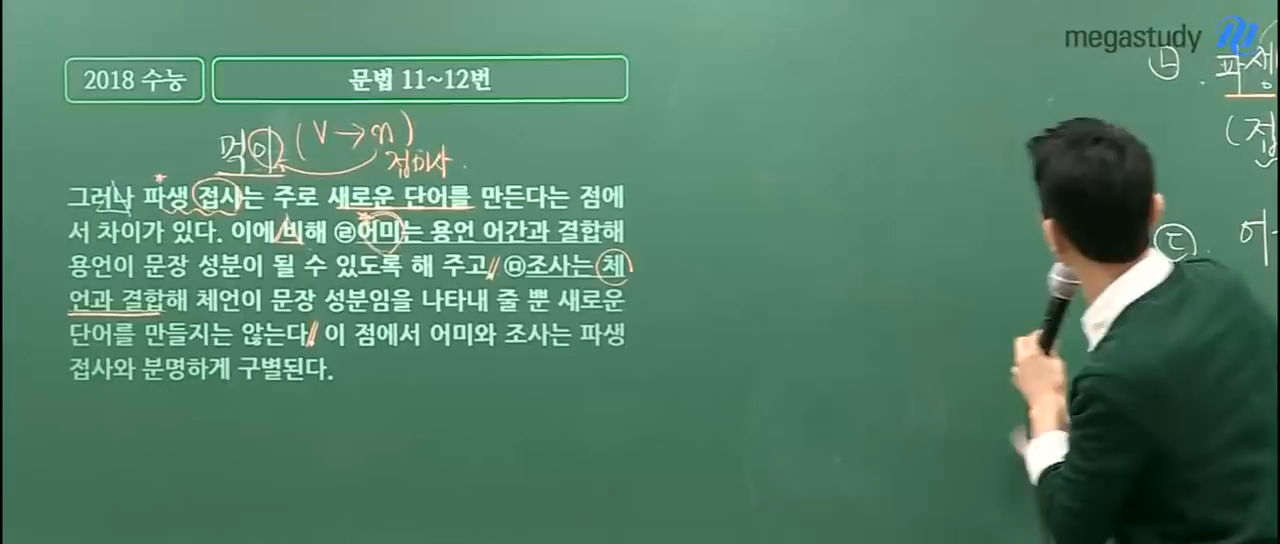 megastudy
2018 수능
문법 11~12번
먹이 (V → n)
접미사.
그러나 파생 접사는 주로 새로운 단어를 만든다는 점에
서 차이가 있다. 이에 비해 ㉣어미는 용언 어간과 결합해
용언이 문장 성분이 될 수 있도록 해 주고, ㉤조사는 체
언과 결합해 체언이 문장 성분임을 나타내 줄 뿐 새로운
단어를 만들지는 않는다. 이 점에서 어미와 조사는 파생
접사와 분명하게 구별된다.
㉡. 파생
(접
㉢. 어